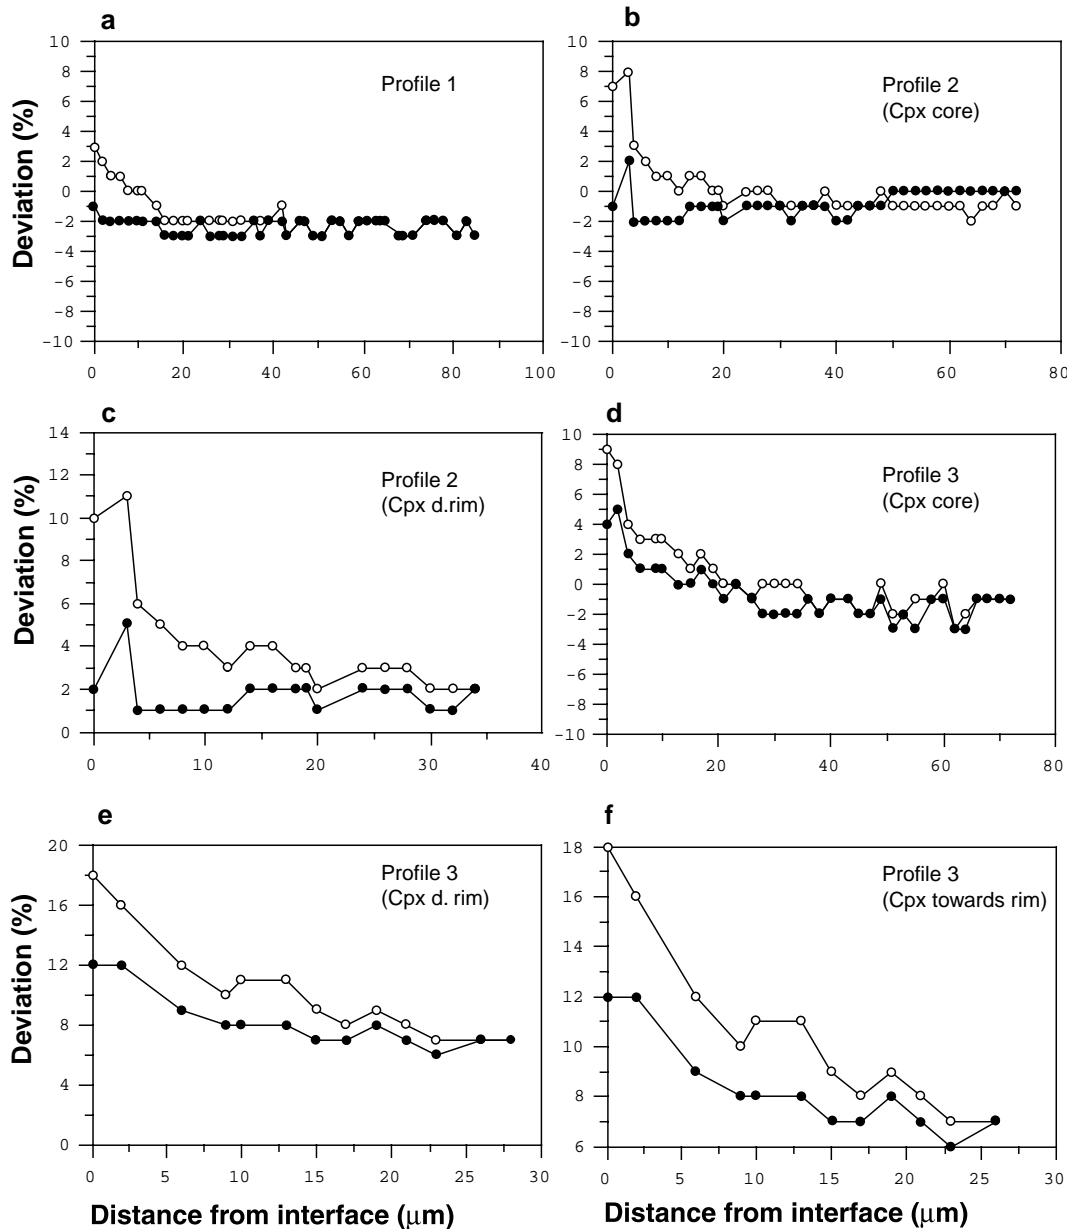 a
10
8
6
4
2
0
-2
-4
-6
-8
-10
Deviation (%)
Profile 1
0 20 40 60 80 100
b
10
8
6
4
2
0
-2
-4
-6
-8
-10
Profile 2
(Cpx core)
0 20 40 60 80
c
14
12
10
8
6
4
2
0
Deviation (%)
Profile 2
(Cpx d.rim)
0 10 20 30 40
d
10
8
6
4
2
0
-2
-4
-6
-8
-10
Profile 3
(Cpx core)
0 20 40 60 80
e
20
16
12
8
4
0
Deviation (%)
Profile 3
(Cpx d. rim)
0 5 10 15 20 25 30
Distance from interface (μm)
f
18
16
14
12
10
8
6
Profile 3
(Cpx towards rim)
0 5 10 15 20 25 30
Distance from interface (μm)